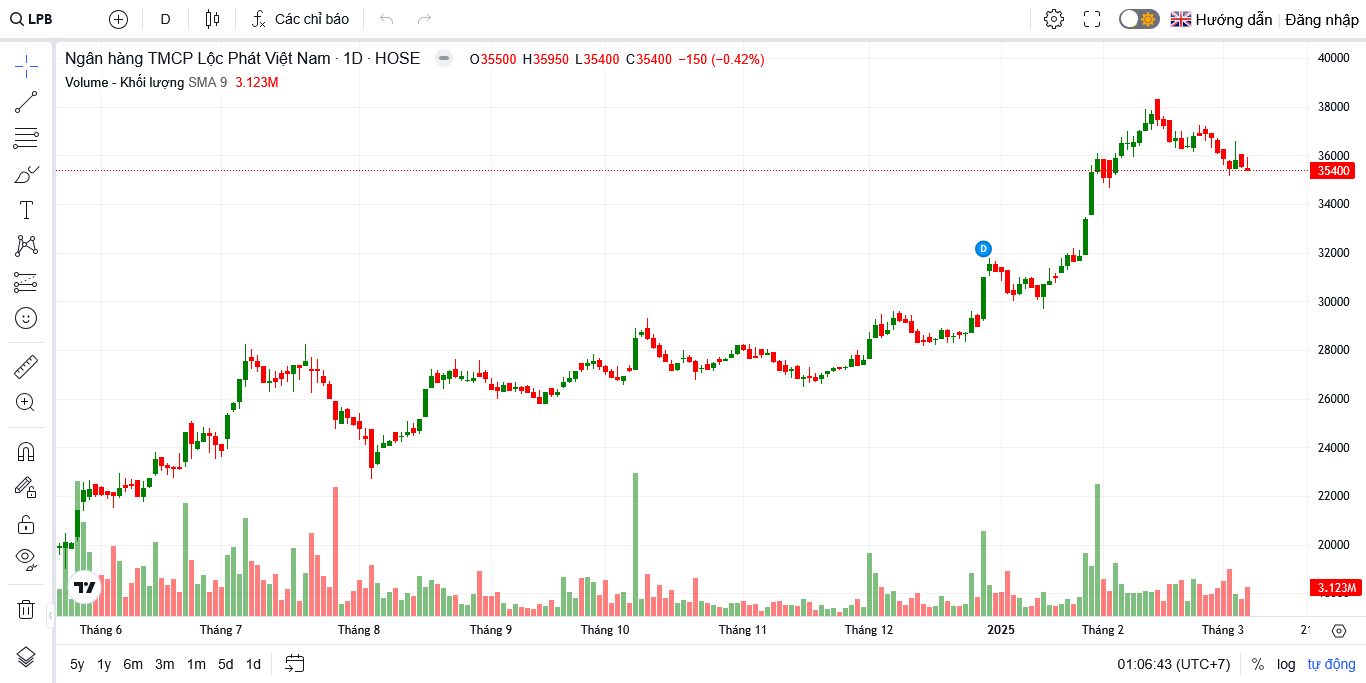 LPB D Các chỉ báo Hướng dẫn Đăng nhập
Ngân hàng TMCP Lộc Phát Việt Nam · 1D · HOSE O35500 H35950 L35400 C35400 −150 (−0.42%)
Volume - Khối lượng SMA 9 3.123M
40000
38000
36000
35400
34000
32000
D
30000
28000
26000
24000
22000
20000
3.123M
Tháng 6 Tháng 7 Tháng 8 Tháng 9 Tháng 10 Tháng 11 Tháng 12 2025 Tháng 2 Tháng 3
5y 1y 6m 3m 1m 5d 1d 01:06:43 (UTC+7) % log tự động